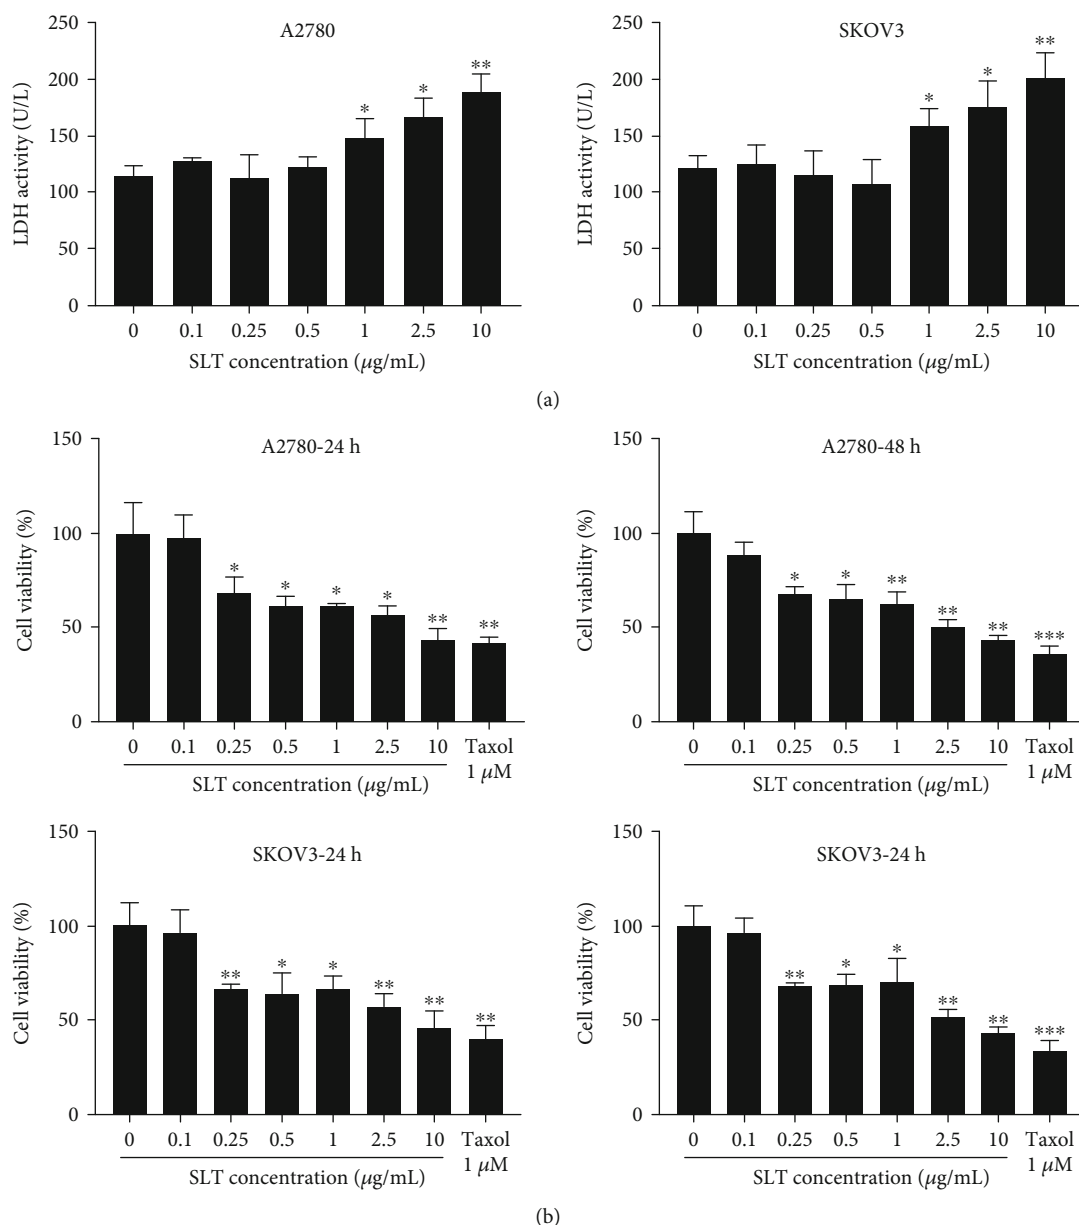 A2780
250
200
150
100
50
0
LDH activity (U/L)
* * **
0 0.1 0.25 0.5 1 2.5 10
SLT concentration (μg/mL)
SKOV3
250
200
150
100
50
0
LDH activity (U/L)
* * **
0 0.1 0.25 0.5 1 2.5 10
SLT concentration (μg/mL)
(a)
A2780-24 h
150
100
50
0
Cell viability (%)
* * * * ** **
0 0.1 0.25 0.5 1 2.5 10 Taxol
1 μM
SLT concentration (μg/mL)
A2780-48 h
150
100
50
0
Cell viability (%)
* * ** ** ** ***
0 0.1 0.25 0.5 1 2.5 10 Taxol
1 μM
SLT concentration (μg/mL)
SKOV3-24 h
150
100
50
0
Cell viability (%)
** * * ** ** **
0 0.1 0.25 0.5 1 2.5 10 Taxol
1 μM
SLT concentration (μg/mL)
SKOV3-24 h
150
100
50
0
Cell viability (%)
** * * ** ** ***
0 0.1 0.25 0.5 1 2.5 10 Taxol
1 μM
SLT concentration (μg/mL)
(b)